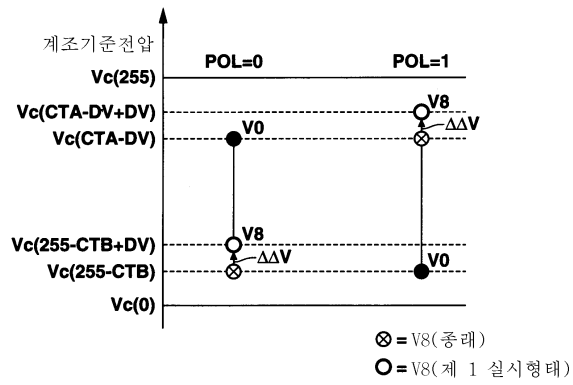 계조기준전압
POL=0
POL=1
Vc(255)
Vc(CTA-DV+DV)
V8
Vc(CTA-DV)
V0
ΔΔV
Vc(255-CTB+DV)
V8
Vc(255-CTB)
ΔΔV
V0
Vc(0)
⊗ = V8(종래)
O = V8(제 1 실시형태)